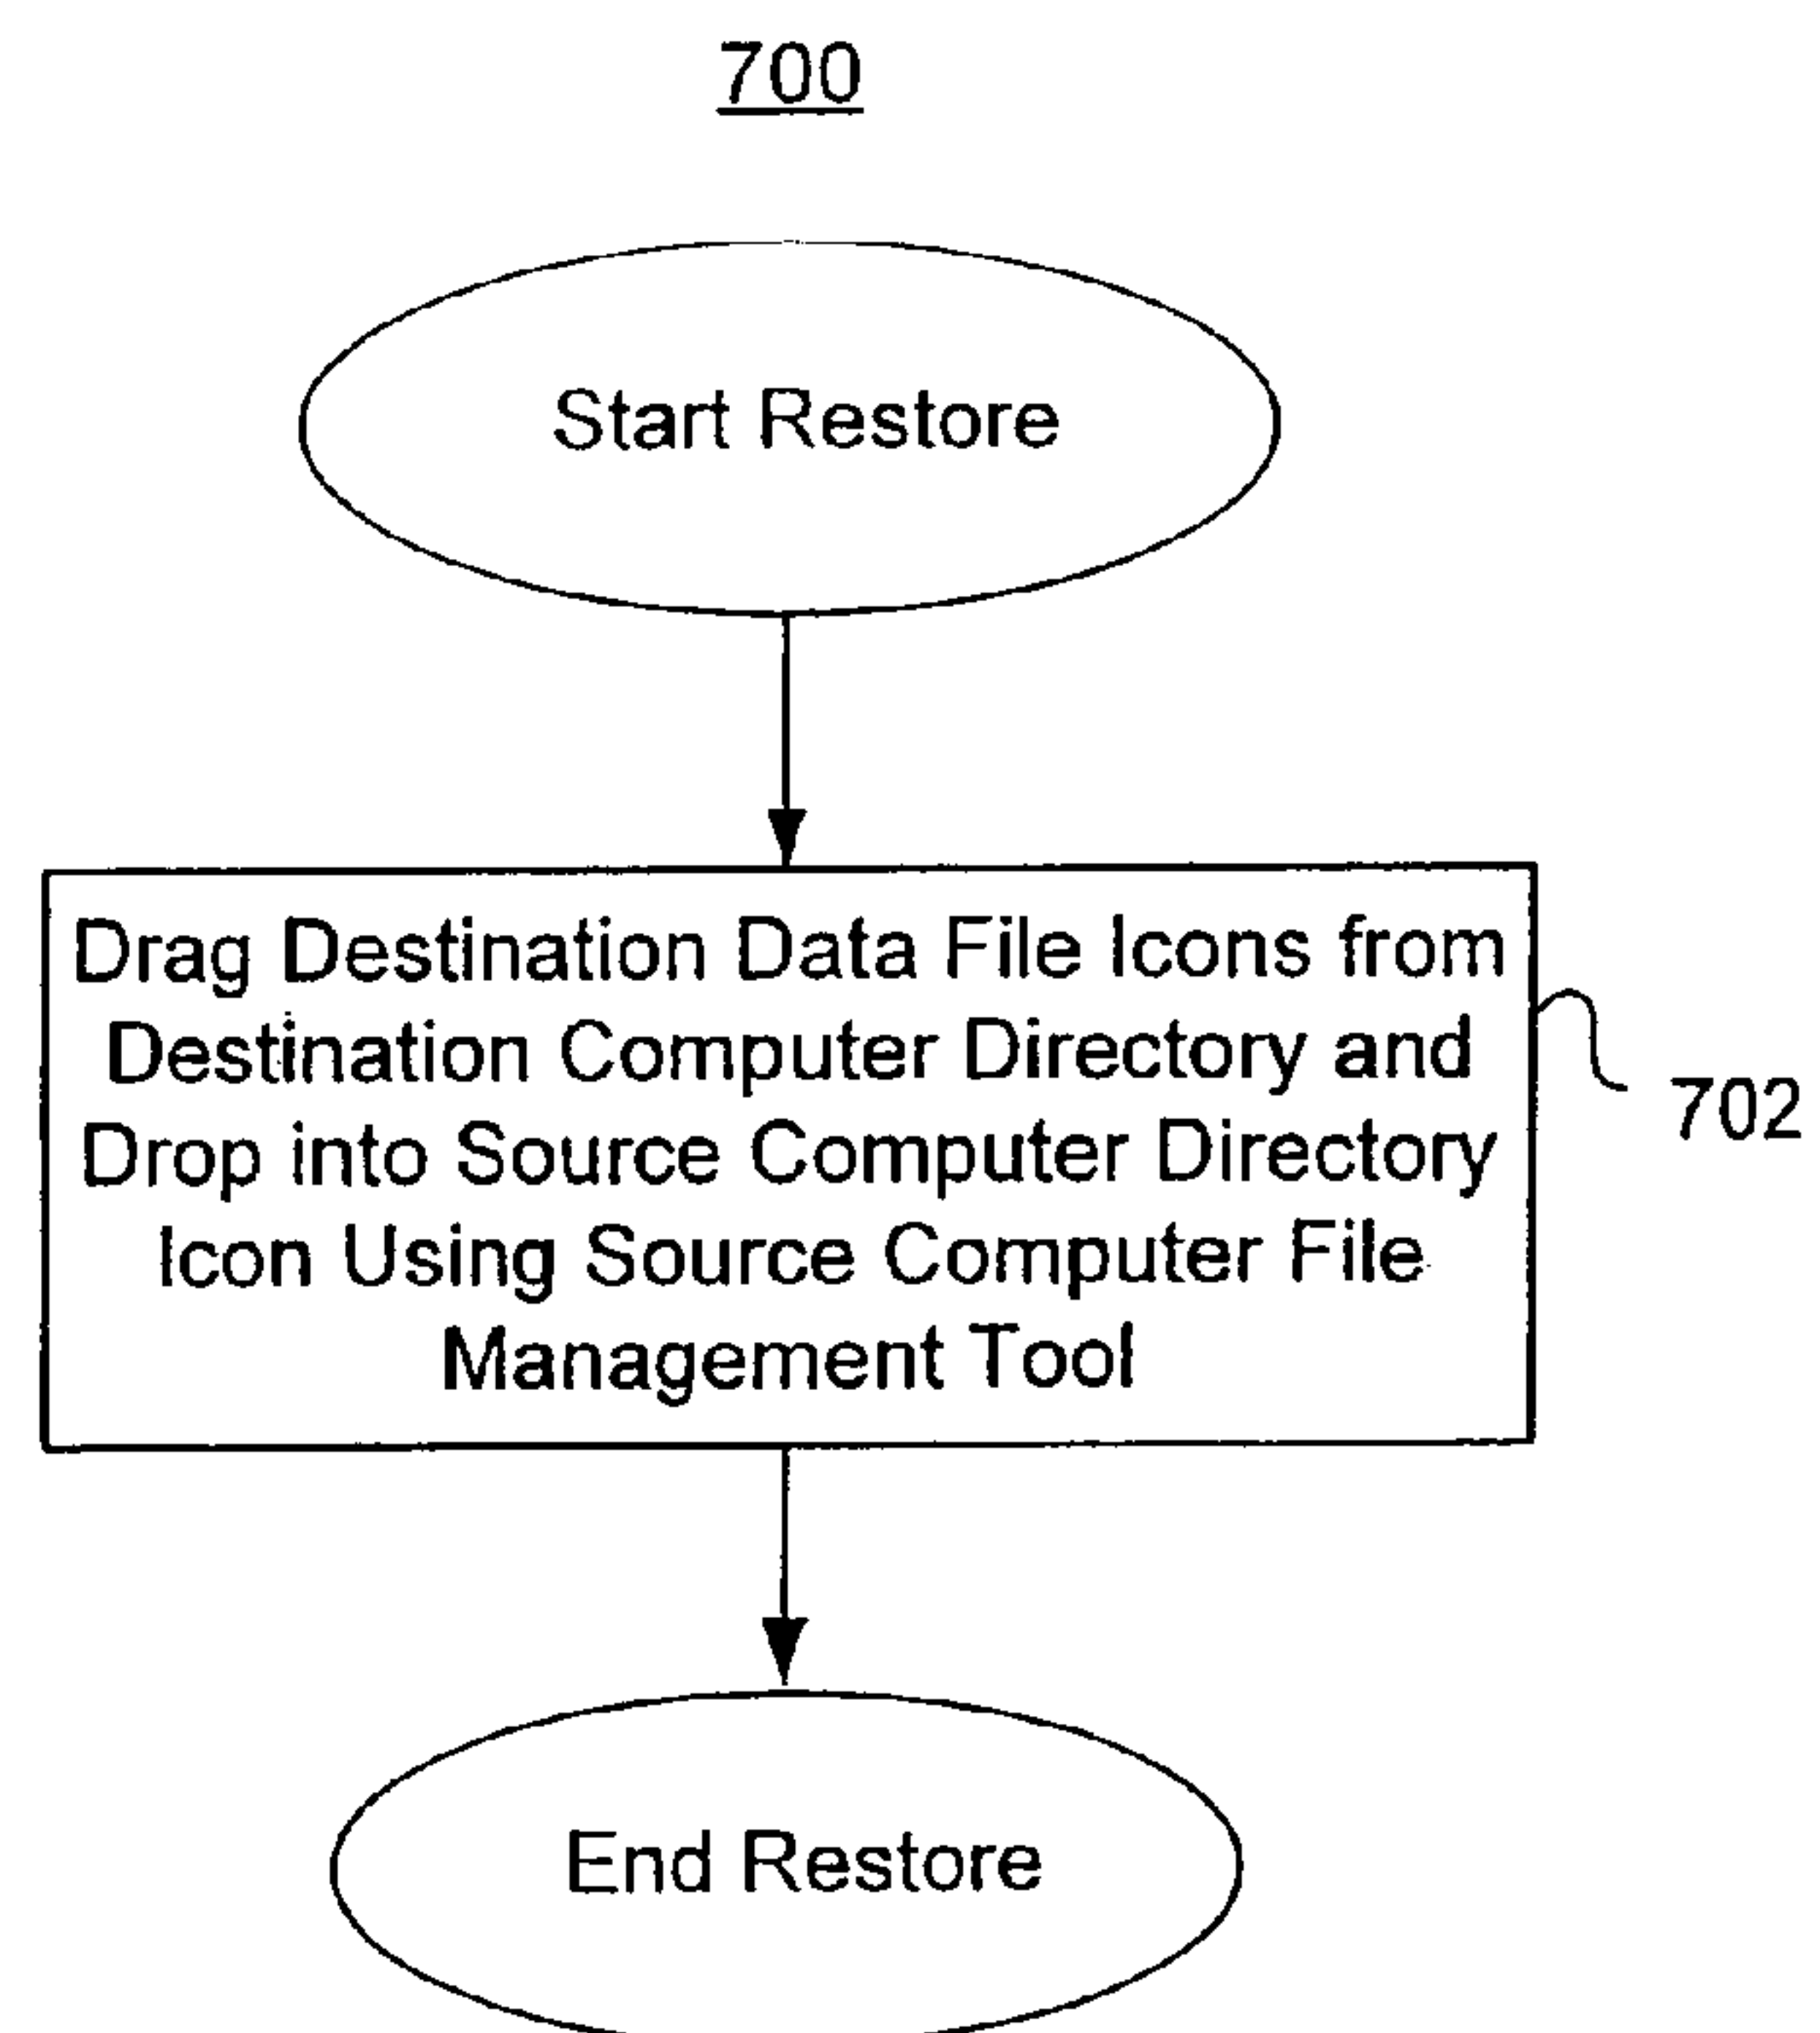 700
Start Restore
Drag Destination Data File Icons from
Destination Computer Directory and
Drop into Source Computer Directory
Icon Using Source Computer File
Management Tool
702
End Restore